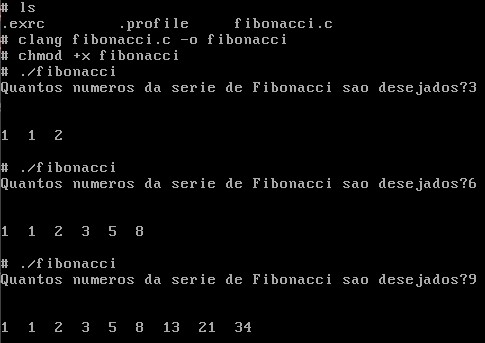 # ls
.exrc .profile fibonacci.c
# clang fibonacci.c -o fibonacci
# chmod +x fibonacci
# ./fibonacci
Quantos numeros da serie de Fibonacci sao desejados?3
1 1 2
# ./fibonacci
Quantos numeros da serie de Fibonacci sao desejados?6
1 1 2 3 5 8
# ./fibonacci
Quantos numeros da serie de Fibonacci sao desejados?9
1 1 2 3 5 8 13 21 34